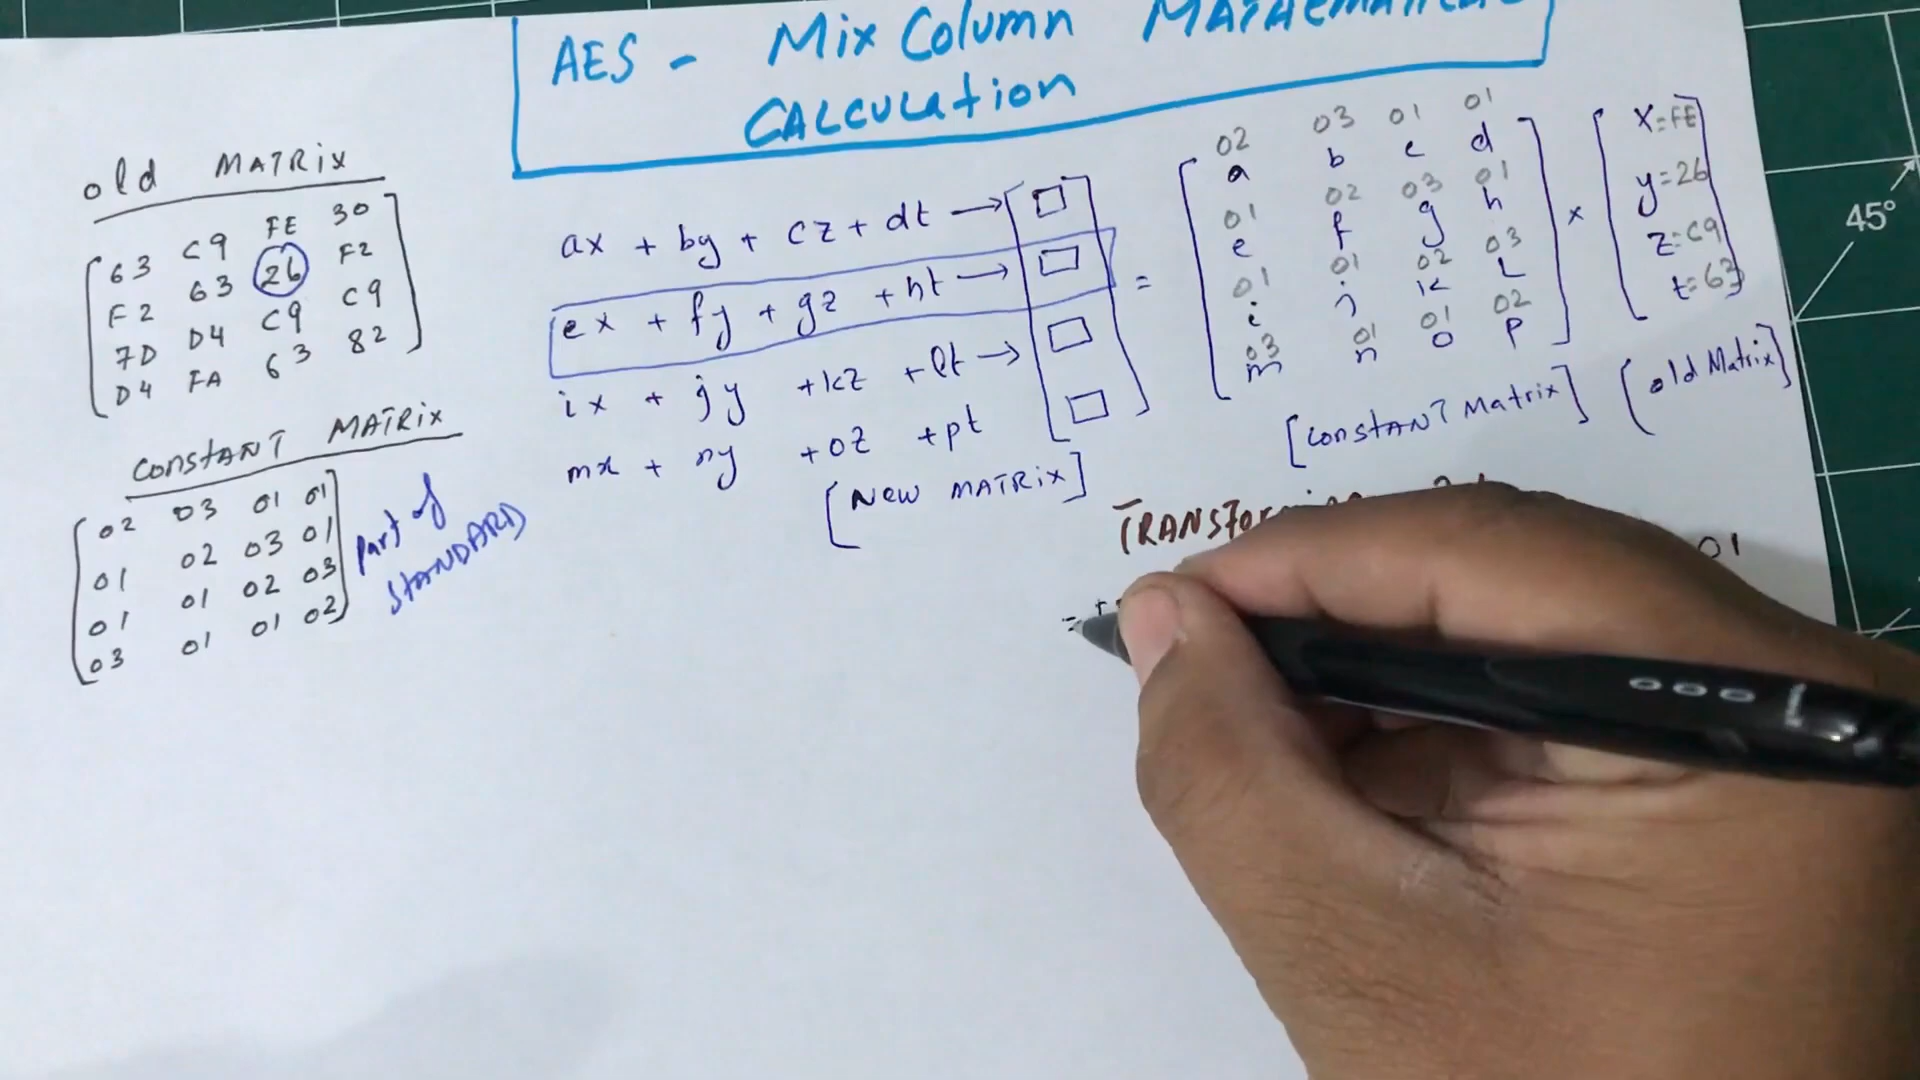 AES - Mix Column
CALCULATION
old MATRIX
63 C9 FE 30
F2 63 26 F2
7D D4 C9 C9
D4 FA 63 82
CONSTANT MATRIX
02 03 01 01
01 02 03 01
01 01 02 03
03 01 01 02
Part of
STANDARD
ax + by + cz + dt →
ex + fy + gz + ht →
ix + jy + kz + lt →
mx + ny + oz + pt
[NEW MATRIX]
=
02 03 01 01
a b c d
01 02 03 01
e f g h
01 01 02 03
i j k L
03 01 01 02
m n o p
×
X=FE
y=26
z=C9
t=63
[CONSTANT Matrix] [old Matrix]
01
=
45°